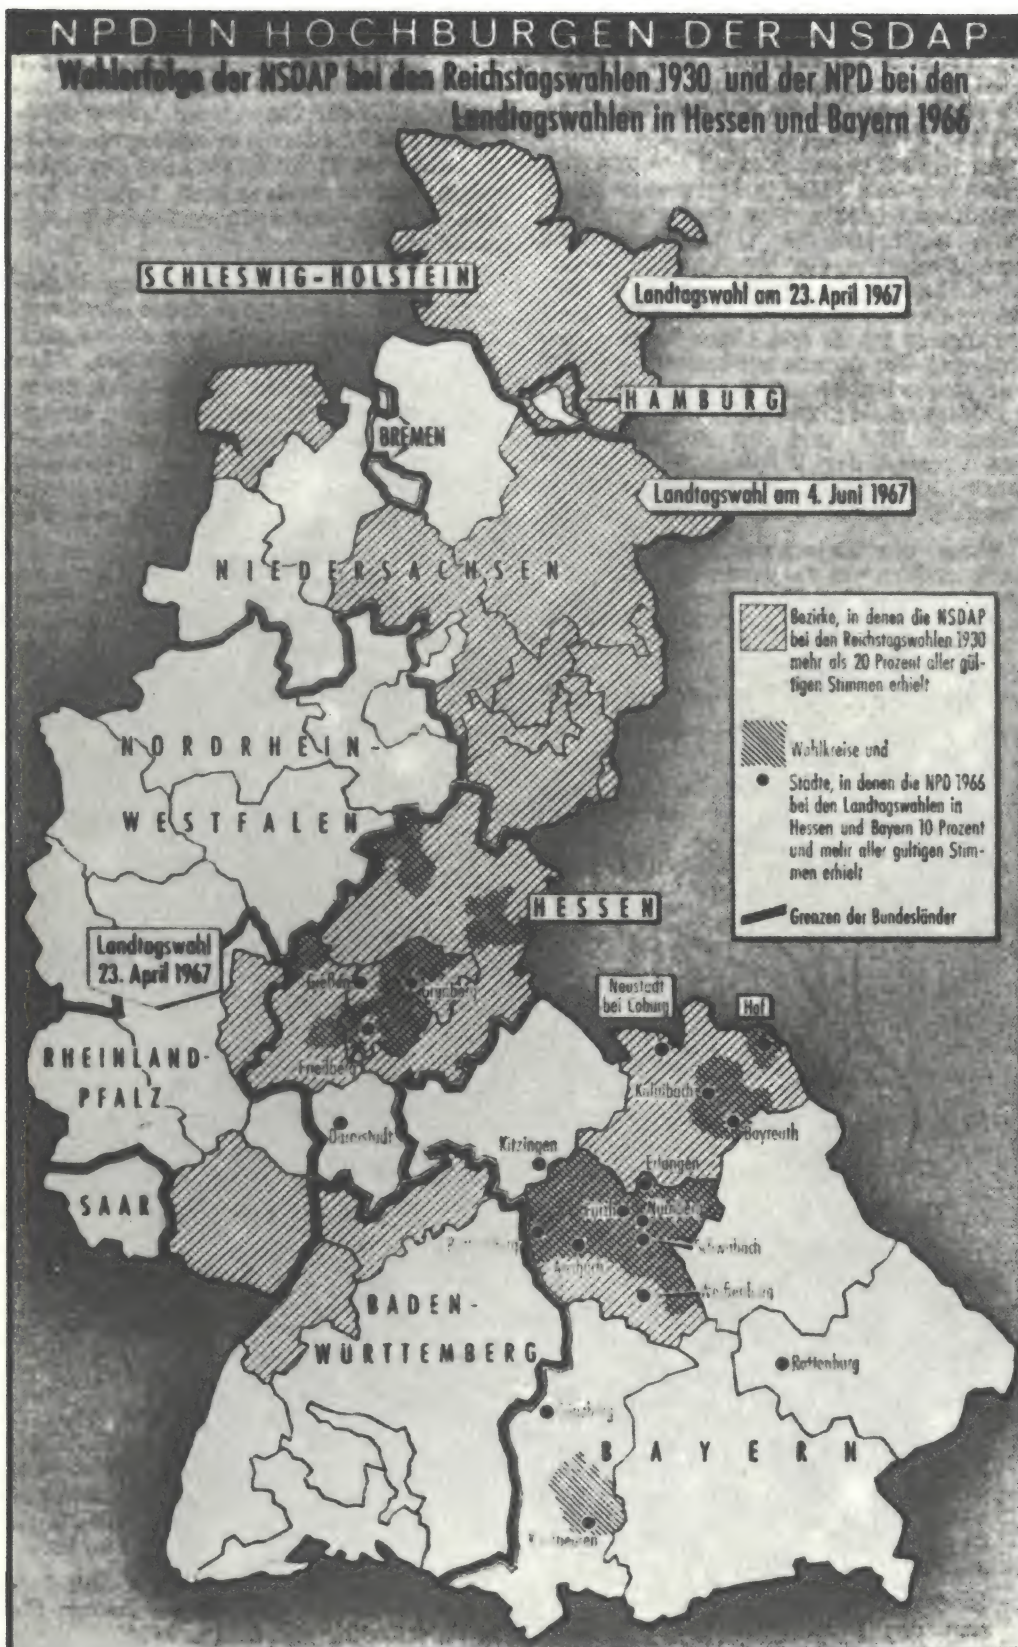 NPD IN HOCHBURGEN DER NSDAP
Wahlerfolge der NSDAP bei den Reichstagswahlen 1930 und der NPD bei den
Landtagswahlen in Hessen und Bayern 1966
SCHLESWIG-HOLSTEIN
Landtagswahl am 23. April 1967
HAMBURG
BREMEN
Landtagswahl am 4. Juni 1967
NIEDERSACHSEN
Bezirke, in denen die NSDAP
bei den Reichstagswahlen 1930
mehr als 20 Prozent aller gül-
tigen Stimmen erhielt
Wahlkreise und
Städte, in denen die NPD 1966
bei den Landtagswahlen in
Hessen und Bayern 10 Prozent
und mehr aller gultigen Stim-
men erhielt
Grenzen der Bundesländer
NORDRHEIN-
WESTFALEN
HESSEN
Landtagswahl
23. April 1967
Gießen
Grünberg
Friedberg
Neustadt
bei Coburg
Hof
RHEINLAND-
PFALZ
Kulmbach
Bayreuth
Darmstadt
Kitzingen
Erlangen
SAAR
Fürth
Nürnberg
Schwabach
Ansbach
Weißenburg
BADEN-
WÜRTTEMBERG
Rottenburg
Günzburg
BAYERN
Kaufbeuren